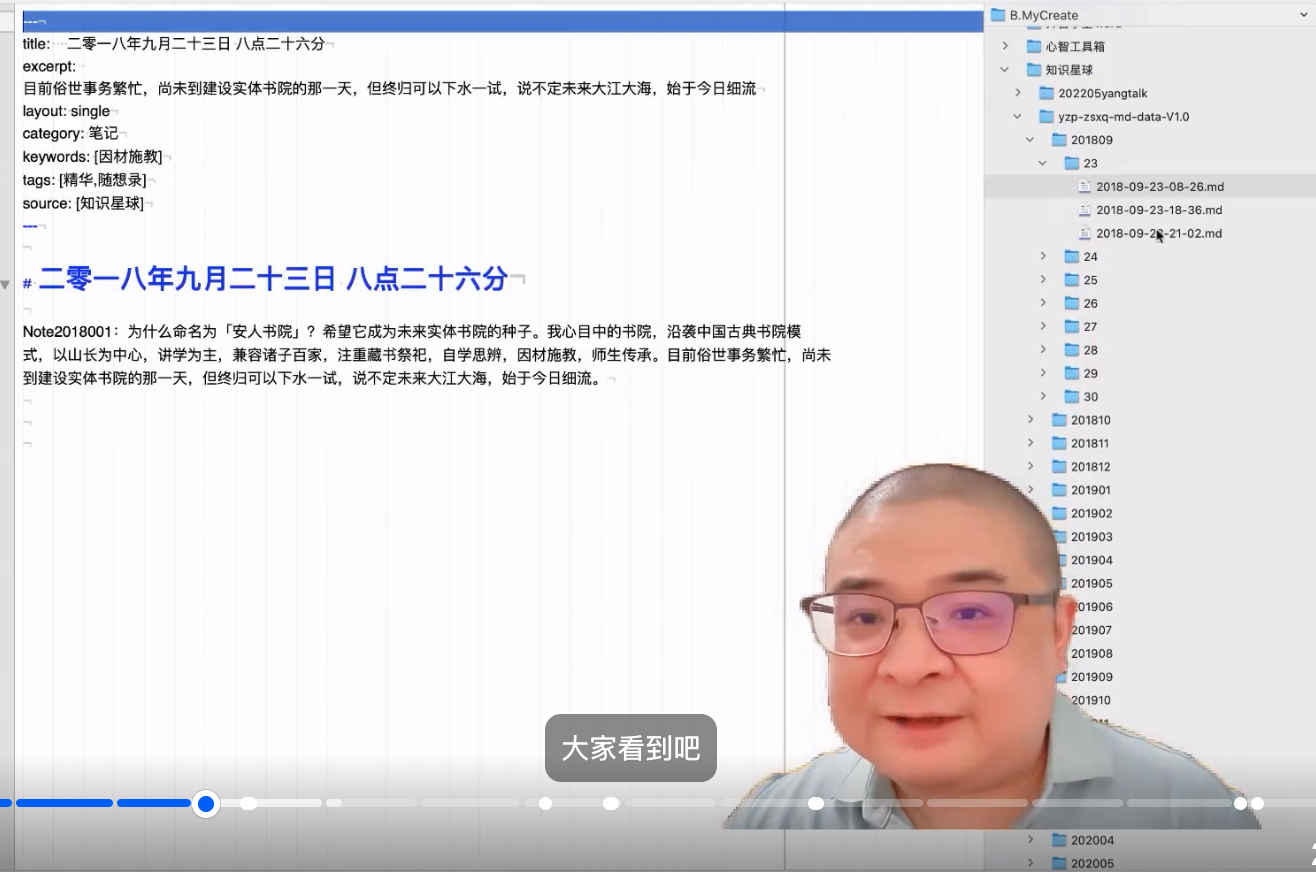 ---
title: 二零一八年九月二十三日 八点二十六分
excerpt:
目前俗世事务繁忙，尚未到建设实体书院的那一天，但终归可以下水一试，说不定未来大江大海，始于今日细流
layout: single
category: 笔记
keywords: [因材施教]
tags: [精华,随想录]
source: [知识星球]
---
# 二零一八年九月二十三日 八点二十六分
Note2018001：为什么命名为「安人书院」？希望它成为未来实体书院的种子。我心目中的书院，沿袭中国古典书院模
式，以山长为中心，讲学为主，兼容诸子百家，注重藏书祭祀，自学思辨，因材施教，师生传承。目前俗世事务繁忙，尚未
到建设实体书院的那一天，但终归可以下水一试，说不定未来大江大海，始于今日细流。
B.MyCreate
心智工具箱
知识星球
202205yangtalk
yzp-zsxq-md-data-V1.0
201809
23
2018-09-23-08-26.md
2018-09-23-18-36.md
2018-09-23-21-02.md
24
25
26
27
28
29
30
201810
201811
201812
201901
201902
201903
201904
201905
201906
201907
201908
201909
201910
202004
202005
大家看到吧